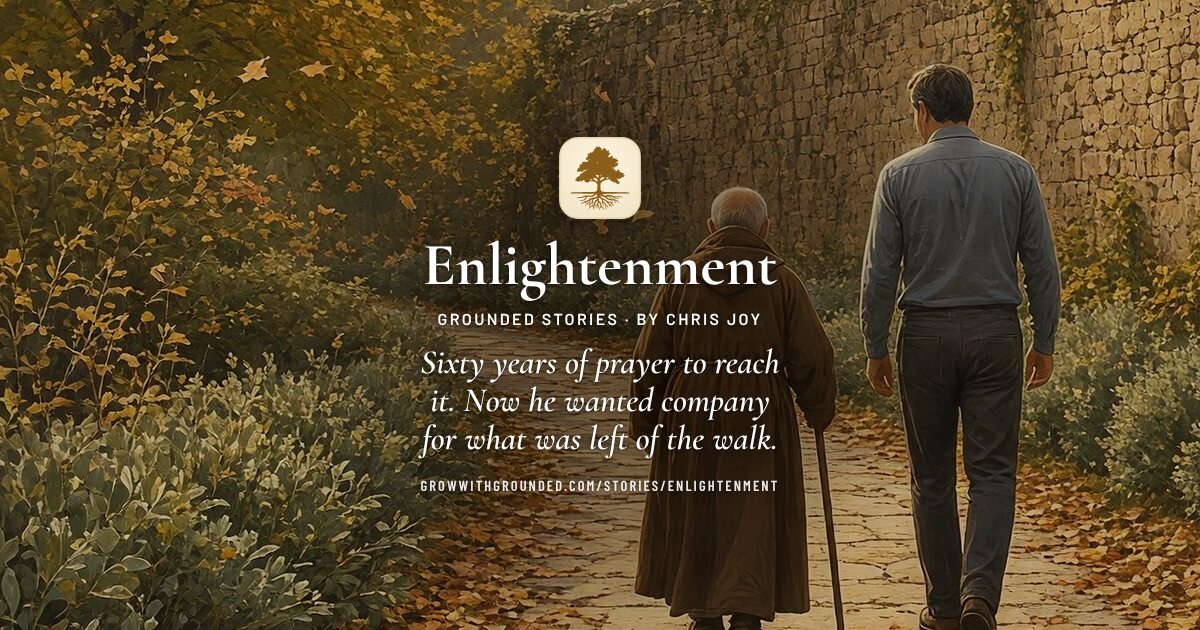 Enlightenment
GROUNDED STORIES · BY CHRIS JOY
Sixty years of prayer to reach
it. Now he wanted company
for what was left of the walk.
GROWWITHGROUNDED.COM/STORIES/ENLIGHTENMENT